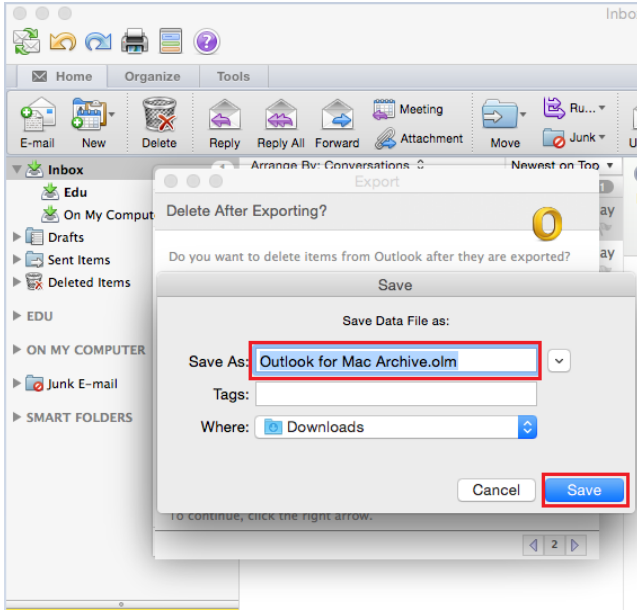 Inbo
Home Organize Tools
E-mail New Delete Reply Reply All Forward Meeting Attachment Move Ru... Junk U
Inbox 1 Arrange By: Conversations Newest on Top
Edu
On My Comput
Drafts
Sent Items
Deleted Items
EDU
ON MY COMPUTER
Junk E-mail
SMART FOLDERS
Export
1
Delete After Exporting?
ay
Do you want to delete items from Outlook after they are exported?
ay
Save
Save Data File as:
Save As: Outlook for Mac Archive.olm
Tags:
Where: Downloads
Cancel Save
To continue, click the right arrow.
2